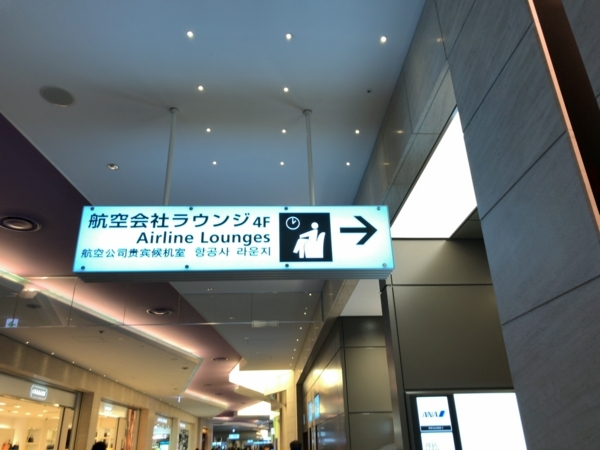 航空会社ラウンジ 4F
Airline Lounges
航空公司贵宾候机室 항공사 라운지
ANA